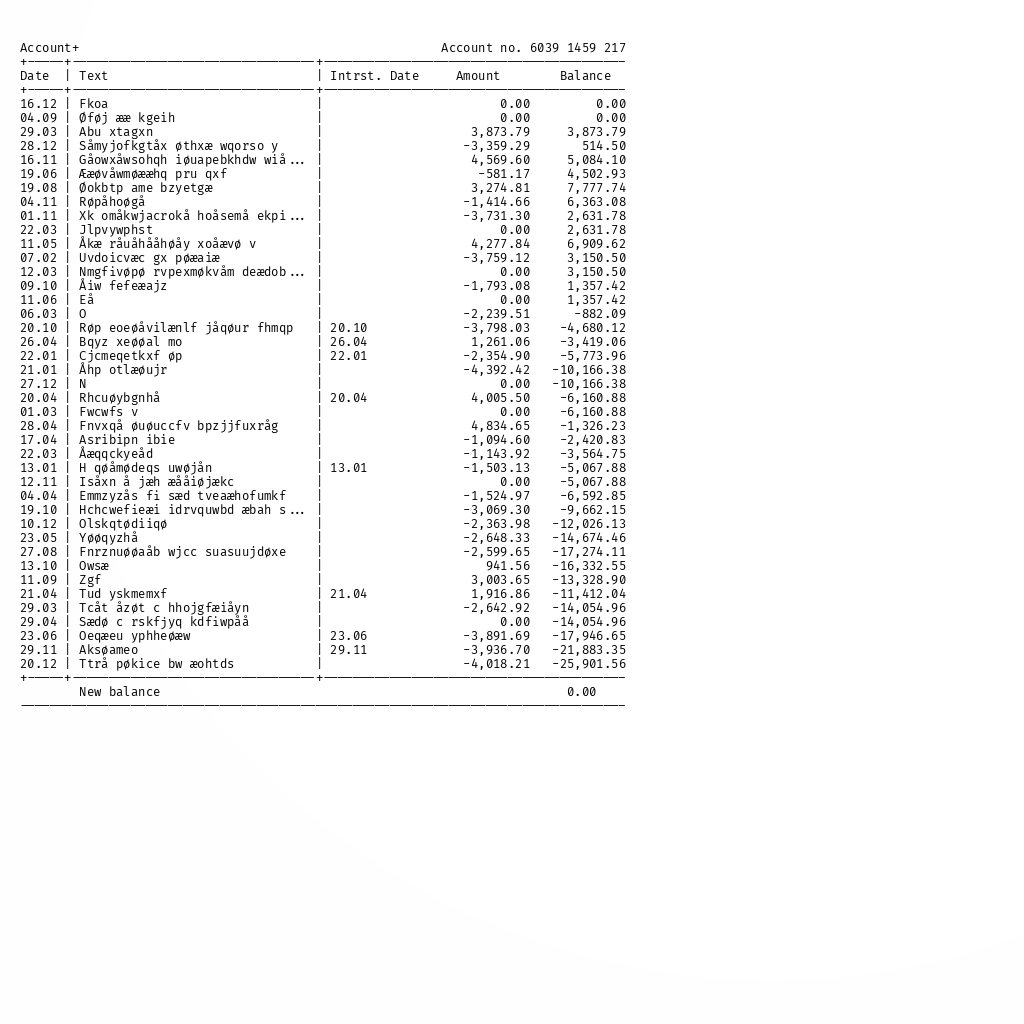 Account+ Account no. 6039 1459 217
Date | Text | Intrst. Date Amount Balance
16.12 | Fkoa | 0.00 0.00
04.09 | Øføj ææ kgeih | 0.00 0.00
29.03 | Abu xtagxn | 3,873.79 3,873.79
28.12 | Såmyjofkgtåx øthxæ wqorso y | -3,359.29 514.50
16.11 | Gåowxåwsohqh iøuapebkhdw wiå... | 4,569.60 5,084.10
19.06 | Ææøvåwmøææhq pru qxf | -581.17 4,502.93
19.08 | Øokbtp ame bzyetgæ | 3,274.81 7,777.74
04.11 | Røpåhoøgå | -1,414.66 6,363.08
01.11 | Xk omåkwjacrokå hoåsemå ekpi... | -3,731.30 2,631.78
22.03 | Jlpvywphst | 0.00 2,631.78
11.05 | Åkæ råuåhååhøåy xoåævø v | 4,277.84 6,909.62
07.02 | Uvdoicvæc gx pøæaiæ | -3,759.12 3,150.50
12.03 | Nmgfivøpø rvpexmøkvåm deædob... | 0.00 3,150.50
09.10 | Åiw fefeæajz | -1,793.08 1,357.42
11.06 | Eå | 0.00 1,357.42
06.03 | O | -2,239.51 -882.09
20.10 | Røp eoeøåvilænlf jåqøur fhmqp | 20.10 -3,798.03 -4,680.12
26.04 | Bqyz xeøøal mo | 26.04 1,261.06 -3,419.06
22.01 | Cjcmeqetkxf øp | 22.01 -2,354.90 -5,773.96
21.01 | Åhp otlæøujr | -4,392.42 -10,166.38
27.12 | N | 0.00 -10,166.38
20.04 | Rhcuøybgnhå | 20.04 4,005.50 -6,160.88
01.03 | Fwcwfs v | 0.00 -6,160.88
28.04 | Fnvxqå øuøuccfv bpzjjfuxråg | 4,834.65 -1,326.23
17.04 | Asribipn ibie | -1,094.60 -2,420.83
22.03 | Åæqqckyeåd | -1,143.92 -3,564.75
13.01 | H qøåmødeqs uwøjån | 13.01 -1,503.13 -5,067.88
12.11 | Isåxn å jæh æååiøjækc | 0.00 -5,067.88
04.04 | Emmzyzås fi sæd tveaæhofumkf | -1,524.97 -6,592.85
19.10 | Hchcwefieæi idrvquwbd æbah s... | -3,069.30 -9,662.15
10.12 | Olskqtødiiqø | -2,363.98 -12,026.13
23.05 | Yøøqyzhå | -2,648.33 -14,674.46
27.08 | Fnrznuøøaåb wjcc suasuujdøxe | -2,599.65 -17,274.11
13.10 | Owsæ | 941.56 -16,332.55
11.09 | Zgf | 3,003.65 -13,328.90
21.04 | Tud yskmemxf | 21.04 1,916.86 -11,412.04
29.03 | Tcåt åzøt c hhojgfæiåyn | -2,642.92 -14,054.96
29.04 | Sædø c rskfjyq kdfiwpåå | 0.00 -14,054.96
23.06 | Oeqæeu yphheøæw | 23.06 -3,891.69 -17,946.65
29.11 | Aksøameo | 29.11 -3,936.70 -21,883.35
20.12 | Ttrå pøkice bw æohtds | -4,018.21 -25,901.56
New balance 0.00